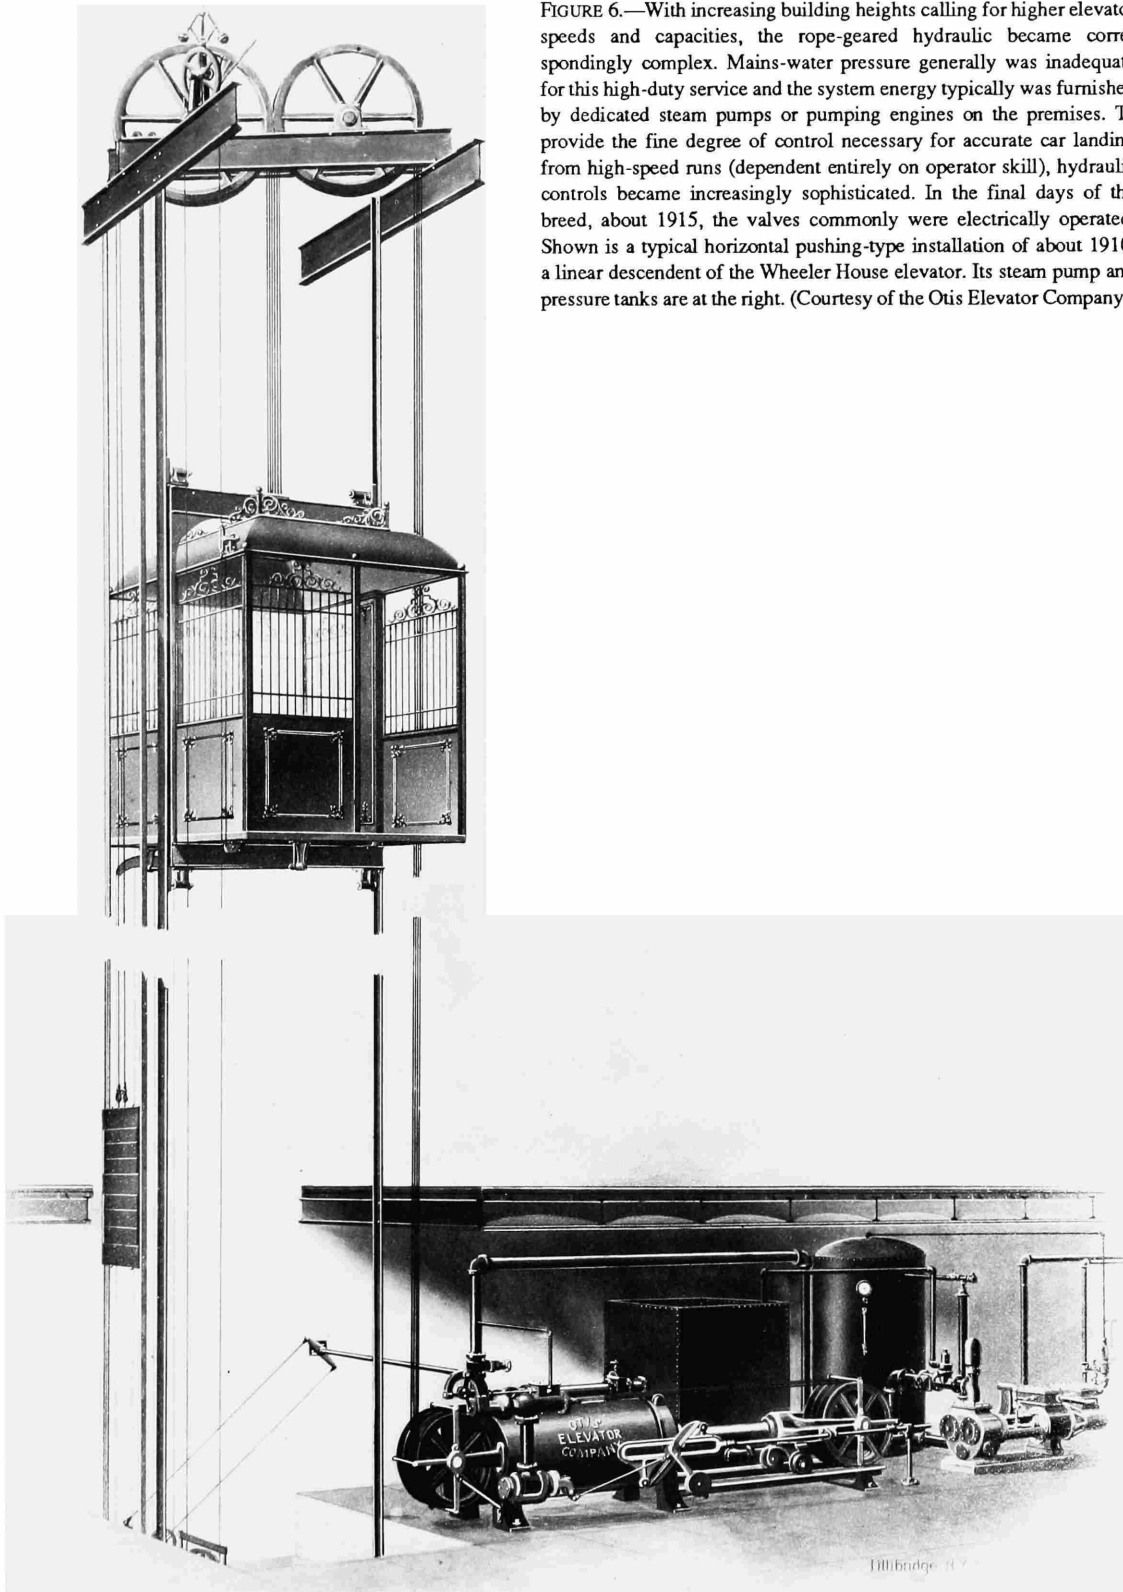 FIGURE 6.—With increasing building heights calling for higher elevato
speeds and capacities, the rope-geared hydraulic became corre
spondingly complex. Mains-water pressure generally was inadequat
for this high-duty service and the system energy typically was furnishe
by dedicated steam pumps or pumping engines on the premises. T
provide the fine degree of control necessary for accurate car landin
from high-speed runs (dependent entirely on operator skill), hydrauli
controls became increasingly sophisticated. In the final days of th
breed, about 1915, the valves commonly were electrically operate
Shown is a typical horizontal pushing-type installation of about 191
a linear descendent of the Wheeler House elevator. Its steam pump an
pressure tanks are at the right. (Courtesy of the Otis Elevator Company
OTIS
ELEVATOR
COMPANY
Tillibridge